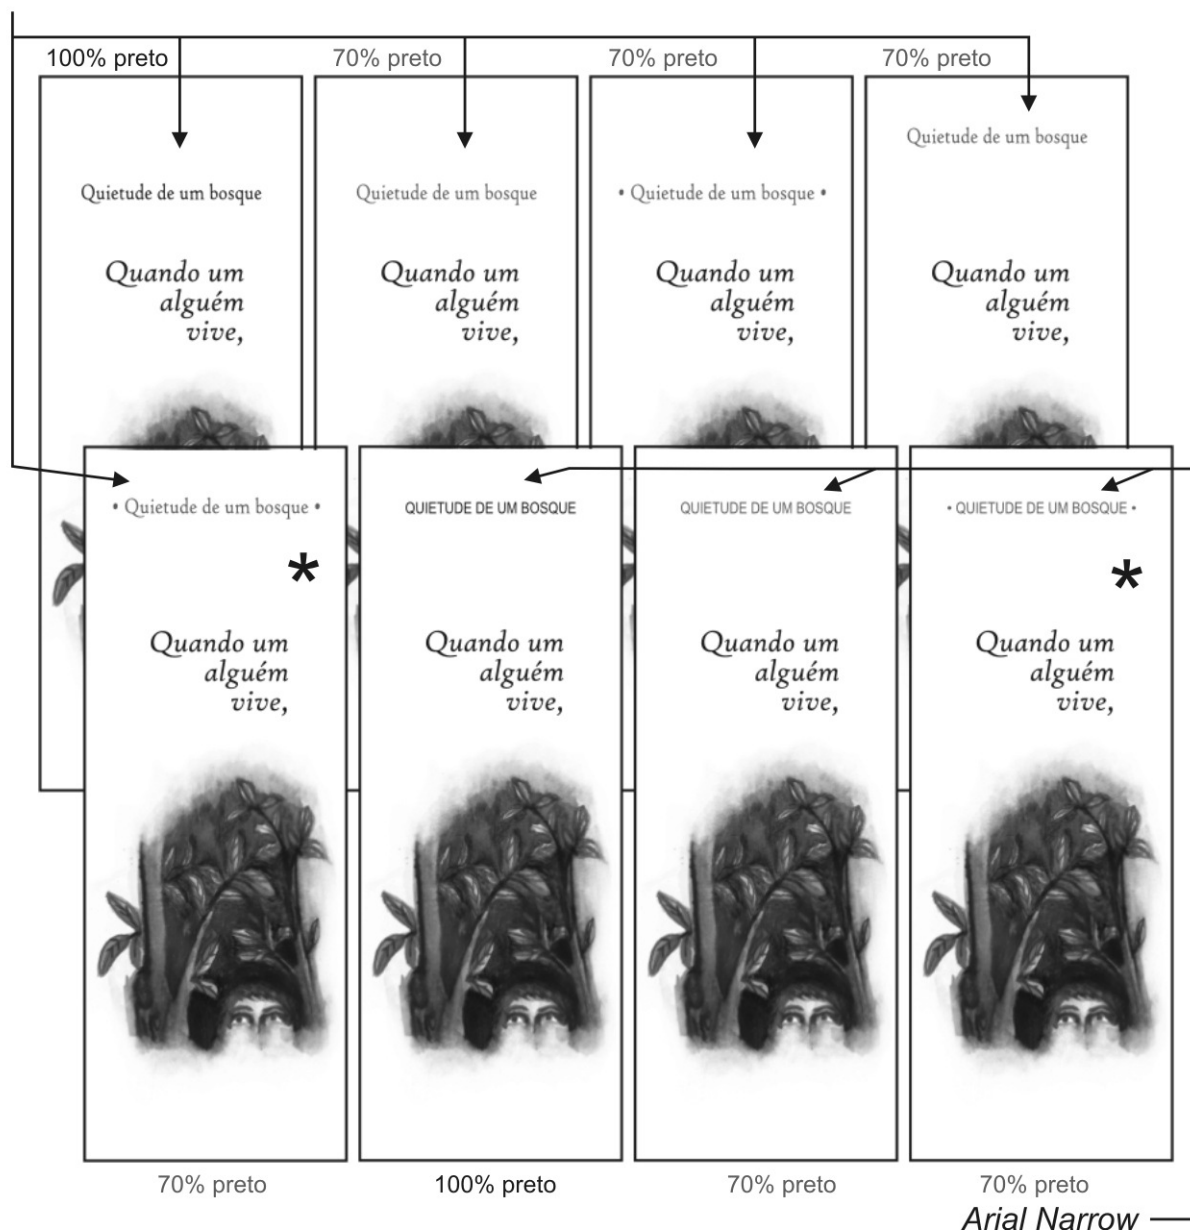 100% preto
70% preto
70% preto
70% preto
Quietude de um bosque
Quando um
alguém
vive,
Quietude de um bosque
Quando um
alguém
vive,
• Quietude de um bosque •
Quando um
alguém
vive,
Quietude de um bosque
Quando um
alguém
vive,
• Quietude de um bosque •
*
Quando um
alguém
vive,
QUIETUDE DE UM BOSQUE
Quando um
alguém
vive,
QUIETUDE DE UM BOSQUE
Quando um
alguém
vive,
• QUIETUDE DE UM BOSQUE •
*
Quando um
alguém
vive,
70% preto
100% preto
70% preto
70% preto
Arial Narrow